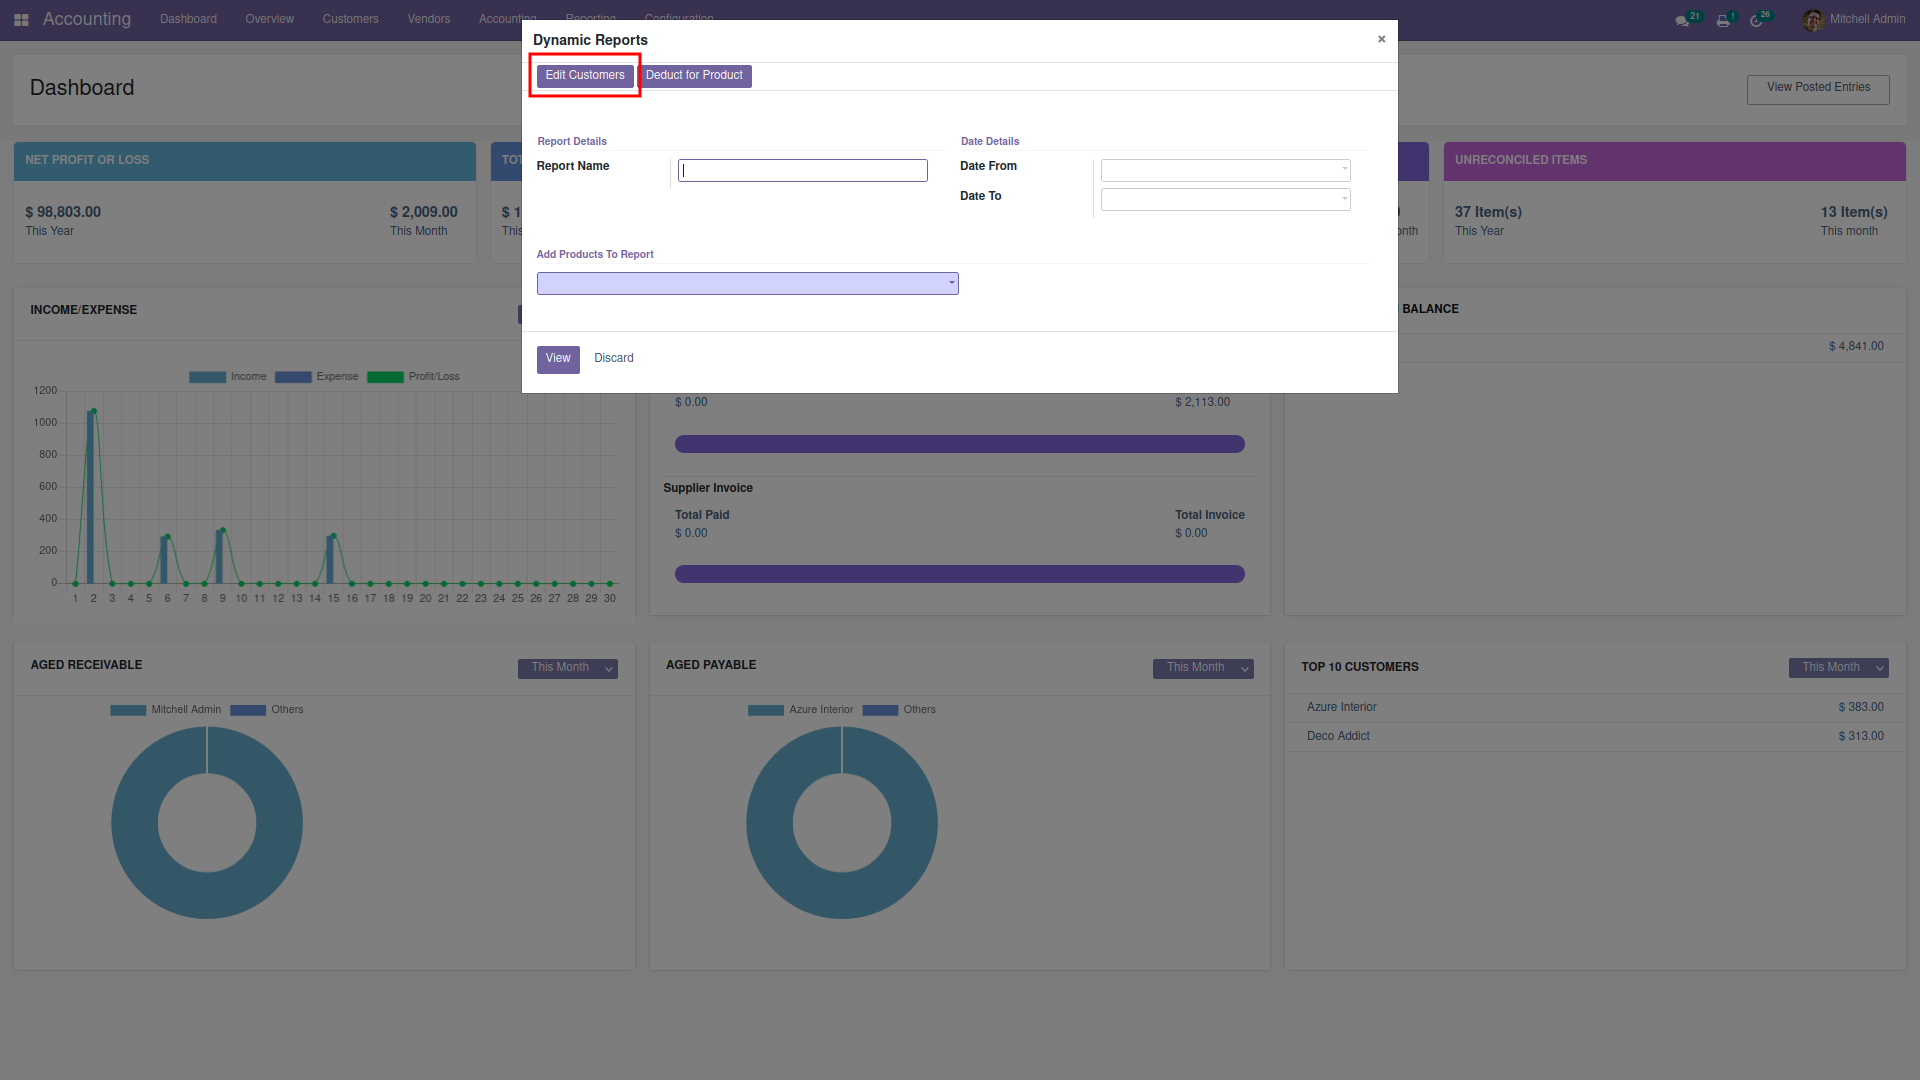 Accounting Dashboard Overview Customers Vendors Accounting Reporting Configuration 21 ! 26 Mitchell Admin
Dynamic Reports ×
Edit Customers Deduct for Product
Dashboard
View Posted Entries
Report Details
Report Name
Date Details
Date From
Date To
Add Products To Report
View Discard
NET PROFIT OR LOSS
$ 98,803.00 $ 2,009.00
This Year This Month
UNRECONCILED ITEMS
37 Item(s) 13 Item(s)
This Year This month
INCOME/EXPENSE
Income Expense Profit/Loss
1200
1000
800
600
400
200
0
1 2 3 4 5 6 7 8 9 10 11 12 13 14 15 16 17 18 19 20 21 22 23 24 25 26 27 28 29 30
$ 0.00 $ 2,113.00
Supplier Invoice
Total Paid Total Invoice
$ 0.00 $ 0.00
BALANCE
$ 4,841.00
AGED RECEIVABLE This Month
Mitchell Admin Others
AGED PAYABLE This Month
Azure Interior Others
TOP 10 CUSTOMERS This Month
Azure Interior $ 383.00
Deco Addict $ 313.00